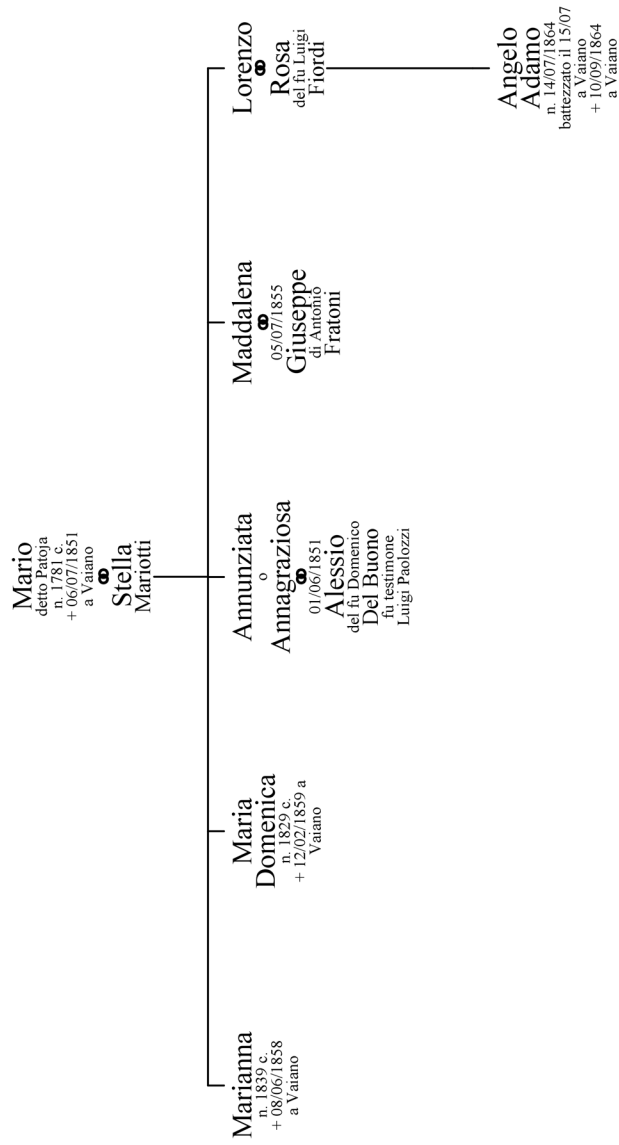 Mario
detto Patoja
n. 1781 c.
+ 06/07/1851
a Vaiano
Stella
Mariotti
Marianna
n. 1839 c.
+ 08/06/1858
a Vaiano
Maria
Domenica
n. 1829 c.
+ 12/02/1859 a
Vaiano
Annunziata
o
Annagraziosa
01/06/1851
Alessio
del fu Domenico
Del Buono
fu testimone
Luigi Paolozzi
Maddalena
05/07/1855
Giuseppe
di Antonio
Fratoni
Lorenzo
Rosa
del fu Luigi
Fiordi
Angelo
Adamo
n. 14/07/1864
battezzato il 15/07
a Vaiano
+ 10/09/1864
a Vaiano